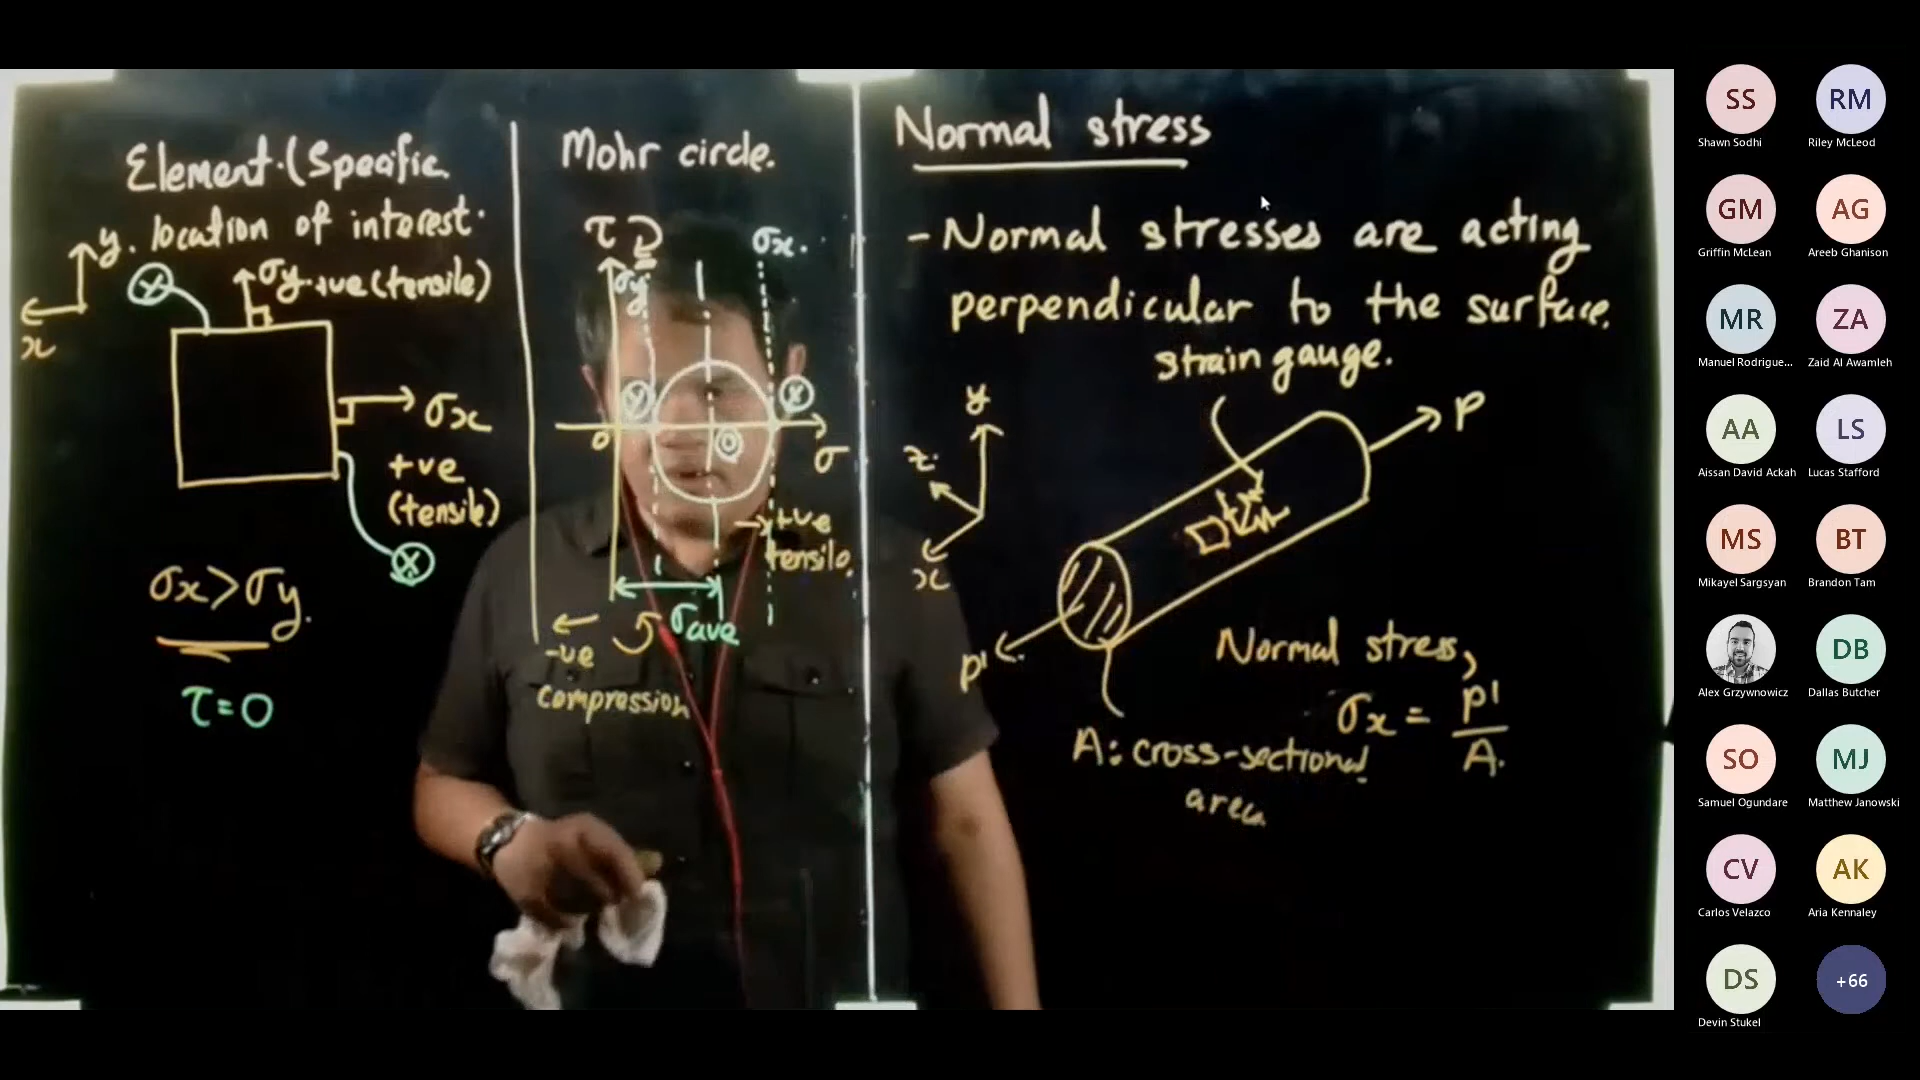 Element (Specific
location of interest.
y
x
Ⓨ
σy +ve (tensile)
σx
+ve
(tensile)
Ⓧ
σx > σy.
τ = 0
Mohr circle.
τ
σy
σx.
Ⓨ
Ⓧ
0
σ
+ve
tensile.
σave
-ve
compression
Normal stress
- Normal stresses are acting
perpendicular to the surface.
strain gauge.
y
z
x
P
P'
Normal stress,
σx = P'/A.
A: cross-sectional
area
SS
Shawn Sodhi
RM
Riley McLeod
GM
Griffin McLean
AG
Areeb Ghanison
MR
Manuel Rodrigue...
ZA
Zaid Al Awamleh
AA
Aissan David Ackah
LS
Lucas Stafford
MS
Mikayel Sargsyan
BT
Brandon Tam
Alex Grzywnowicz
DB
Dallas Butcher
SO
Samuel Ogundare
MJ
Matthew Janowski
CV
Carlos Velazco
AK
Aria Kennaley
DS
Devin Stukel
+66